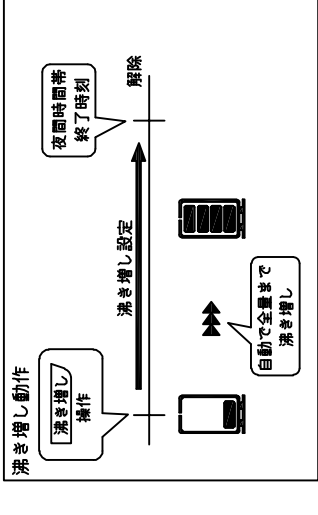 沸き増し動作
沸き増し
操作
沸き増し設定
夜間時間帯
終了時刻
解除
自動で全量まで
沸き増し